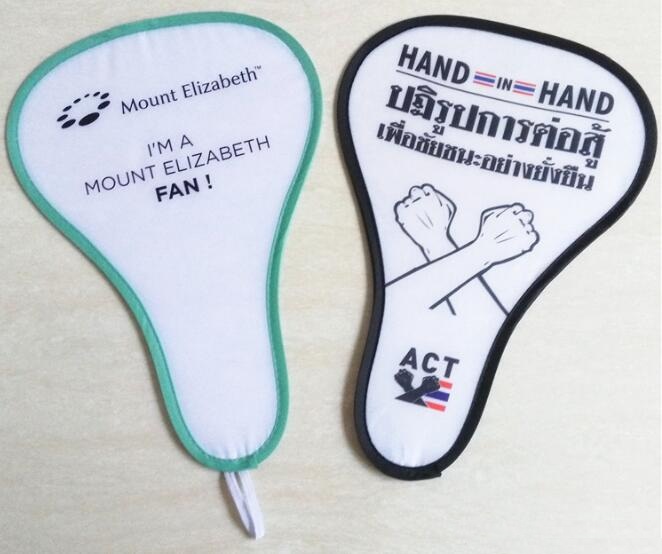 Mount Elizabeth™
I'M A
MOUNT ELIZABETH
FAN !
HAND IN HAND
ปฏิรูปการต่อสู้
เพื่อชัยชนะอย่างยั่งยืน
ACT